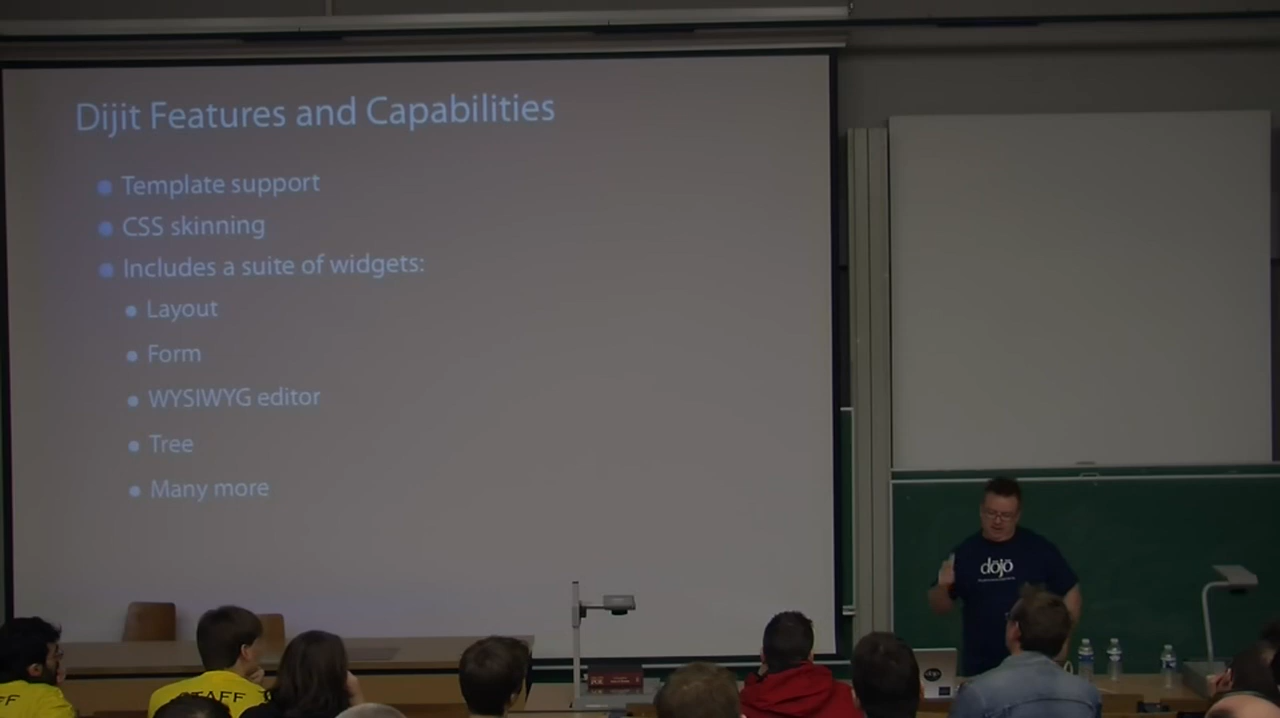 Dijit Features and Capabilities
Template support
CSS skinning
Includes a suite of widgets:
Layout
Form
WYSIWYG editor
Tree
Many more
dojo
STAFF
FF